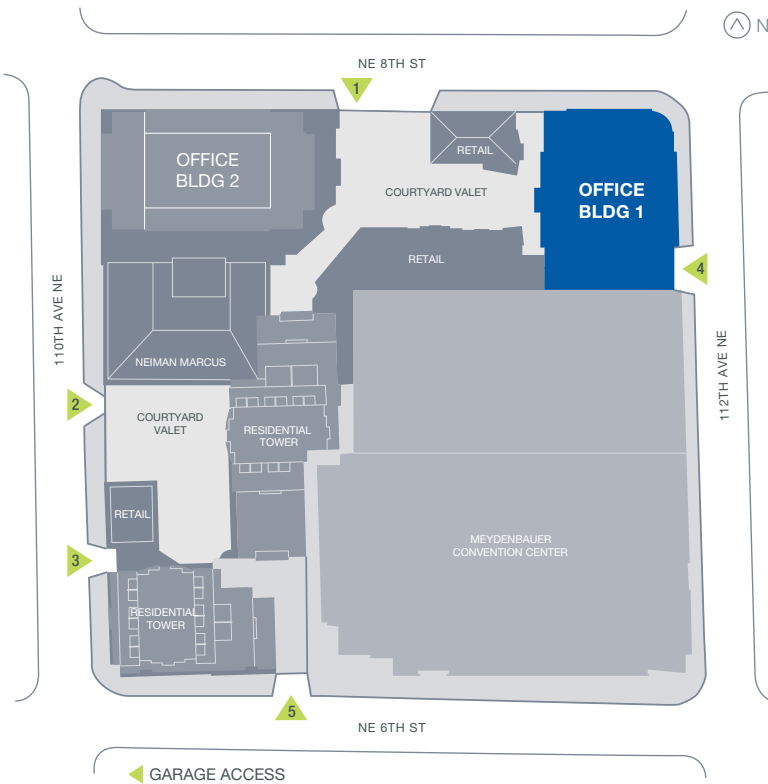 N
NE 8TH ST
1
OFFICE
BLDG 2
RETAIL
COURTYARD VALET
OFFICE
BLDG 1
RETAIL
4
110TH AVE NE
NEIMAN MARCUS
112TH AVE NE
2
COURTYARD
VALET
RESIDENTIAL
TOWER
RETAIL
MEYDENBAUER
CONVENTION CENTER
3
RESIDENTIAL
TOWER
5
NE 6TH ST
GARAGE ACCESS